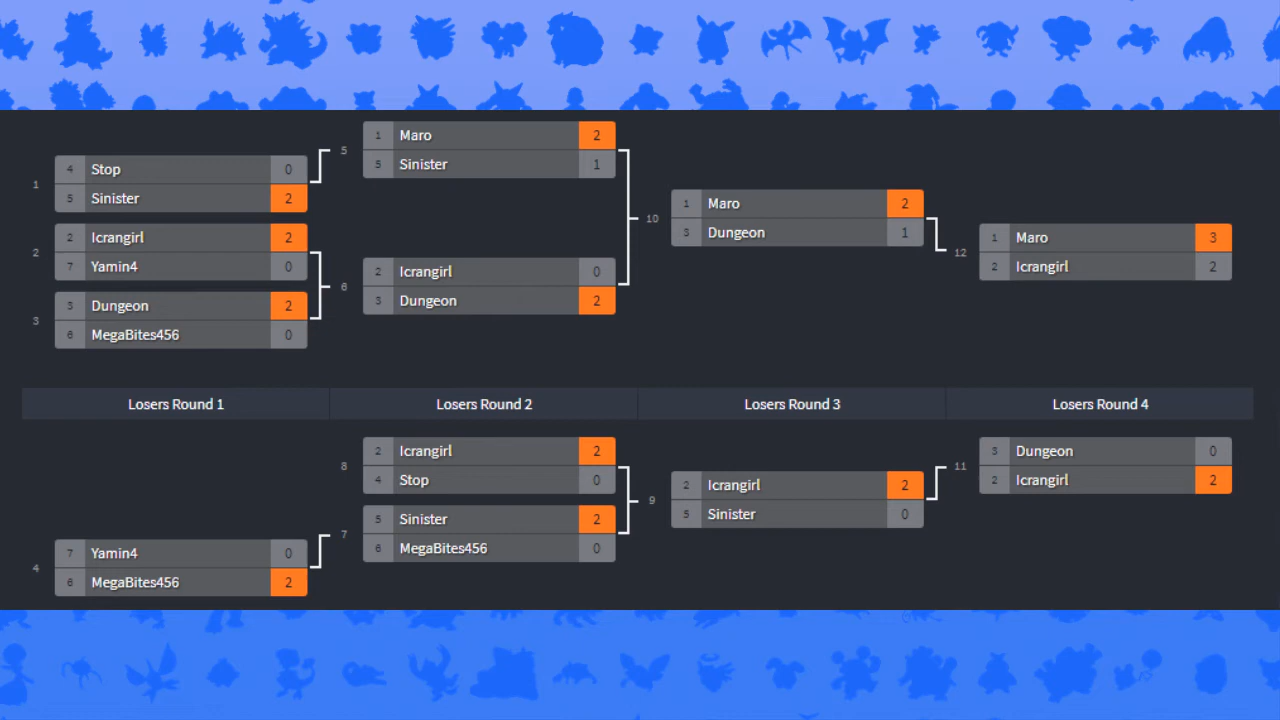 1
4 Stop 0
5 Sinister 2
2
2 Icrangirl 2
7 Yamin4 0
3
3 Dungeon 2
6 MegaBites456 0
5
1 Maro 2
5 Sinister 1
6
2 Icrangirl 0
3 Dungeon 2
10
1 Maro 2
3 Dungeon 1
12
1 Maro 3
2 Icrangirl 2
Losers Round 1
Losers Round 2
Losers Round 3
Losers Round 4
4
7 Yamin4 0
6 MegaBites456 2
8
2 Icrangirl 2
4 Stop 0
7
5 Sinister 2
6 MegaBites456 0
9
2 Icrangirl 2
5 Sinister 0
11
3 Dungeon 0
2 Icrangirl 2